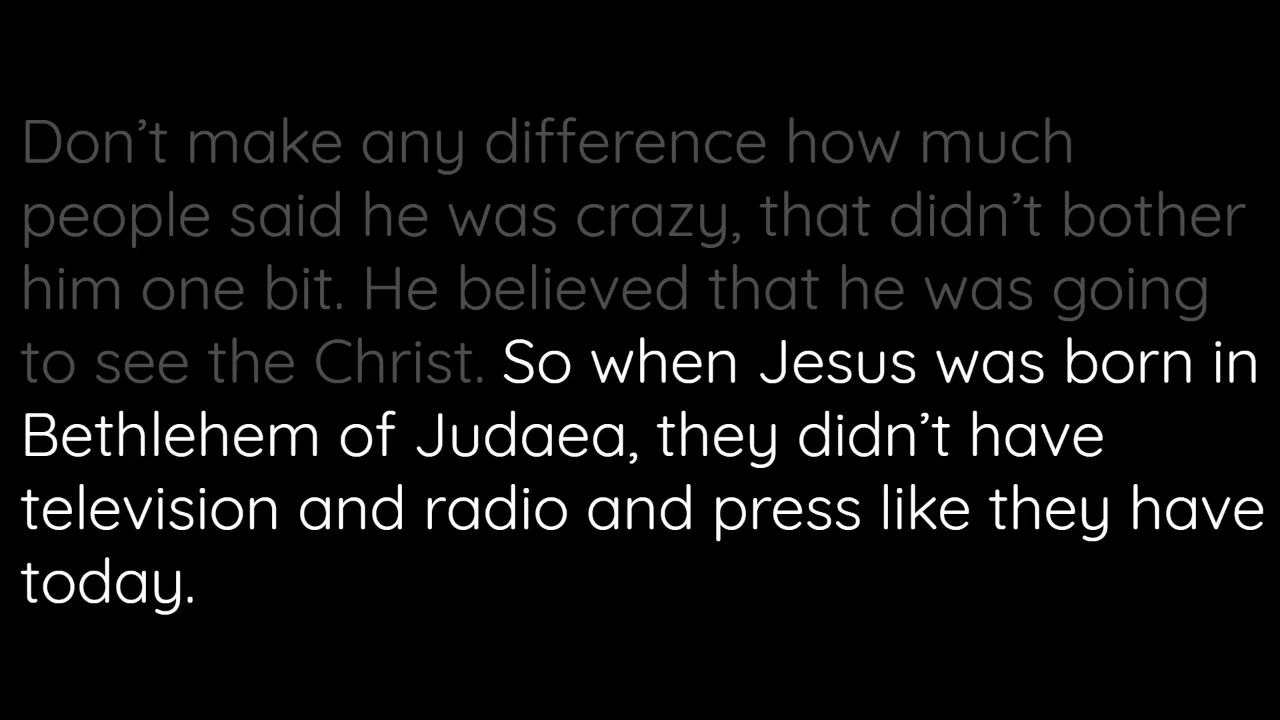 Don’t make any difference how much
people said he was crazy, that didn’t bother
him one bit. He believed that he was going
to see the Christ. So when Jesus was born in
Bethlehem of Judaea, they didn’t have
television and radio and press like they have
today.